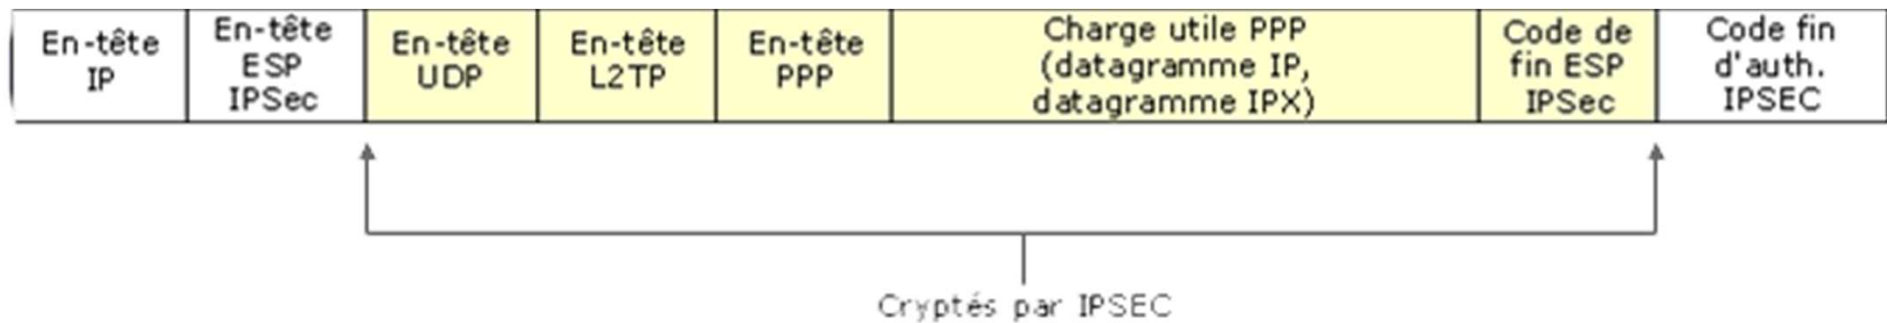 En-tête
IP
En-tête
ESP
IPSec
En-tête
UDP
En-tête
L2TP
En-tête
PPP
Charge utile PPP
(datagramme IP,
datagramme IPX)
Code de
fin ESP
IPSec
Code fin
d'auth.
IPSEC
Cryptés par IPSEC